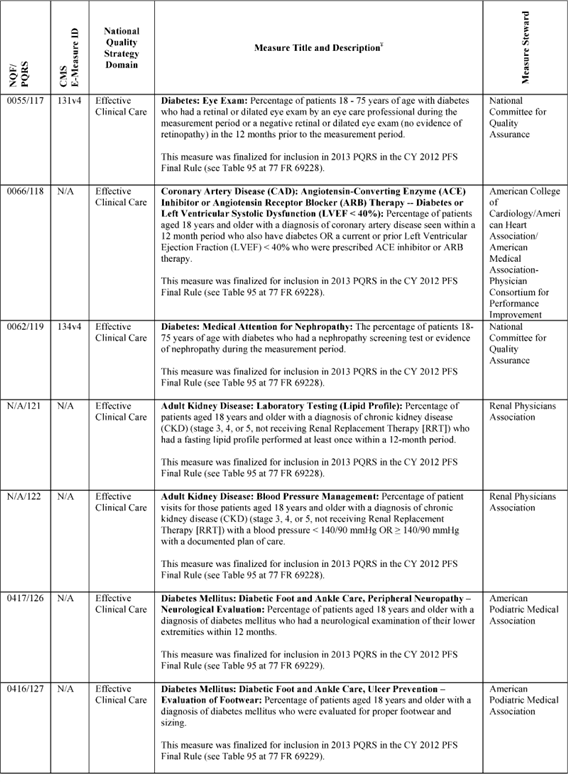 NQF/
PQRS
CMS
E-Measure ID
National
Quality
Strategy
Domain
Measure Title and Description¥
Measure Steward
0055/117
131v4
Effective
Clinical Care
Diabetes: Eye Exam: Percentage of patients 18 - 75 years of age with diabetes
who had a retinal or dilated eye exam by an eye care professional during the
measurement period or a negative retinal or dilated eye exam (no evidence of
retinopathy) in the 12 months prior to the measurement period.
This measure was finalized for inclusion in 2013 PQRS in the CY 2012 PFS
Final Rule (see Table 95 at 77 FR 69228).
National
Committee for
Quality
Assurance
0066/118
N/A
Effective
Clinical Care
Coronary Artery Disease (CAD): Angiotensin-Converting Enzyme (ACE)
Inhibitor or Angiotensin Receptor Blocker (ARB) Therapy -- Diabetes or
Left Ventricular Systolic Dysfunction (LVEF < 40%): Percentage of patients
aged 18 years and older with a diagnosis of coronary artery disease seen within a
12 month period who also have diabetes OR a current or prior Left Ventricular
Ejection Fraction (LVEF) < 40% who were prescribed ACE inhibitor or ARB
therapy.
This measure was finalized for inclusion in 2013 PQRS in the CY 2012 PFS
Final Rule (see Table 95 at 77 FR 69228).
American College
of
Cardiology/Ameri
can Heart
Association/
American
Medical
Association-
Physician
Consortium for
Performance
Improvement
0062/119
134v4
Effective
Clinical Care
Diabetes: Medical Attention for Nephropathy: The percentage of patients 18-
75 years of age with diabetes who had a nephropathy screening test or evidence
of nephropathy during the measurement period.
This measure was finalized for inclusion in 2013 PQRS in the CY 2012 PFS
Final Rule (see Table 95 at 77 FR 69228).
National
Committee for
Quality
Assurance
N/A/121
N/A
Effective
Clinical Care
Adult Kidney Disease: Laboratory Testing (Lipid Profile): Percentage of
patients aged 18 years and older with a diagnosis of chronic kidney disease
(CKD) (stage 3, 4, or 5, not receiving Renal Replacement Therapy [RRT]) who
had a fasting lipid profile performed at least once within a 12-month period.
This measure was finalized for inclusion in 2013 PQRS in the CY 2012 PFS
Final Rule (see Table 95 at 77 FR 69228).
Renal Physicians
Association
N/A/122
N/A
Effective
Clinical Care
Adult Kidney Disease: Blood Pressure Management: Percentage of patient
visits for those patients aged 18 years and older with a diagnosis of chronic
kidney disease (CKD) (stage 3, 4, or 5, not receiving Renal Replacement
Therapy [RRT]) with a blood pressure < 140/90 mmHg OR ≥ 140/90 mmHg
with a documented plan of care.
This measure was finalized for inclusion in 2013 PQRS in the CY 2012 PFS
Final Rule (see Table 95 at 77 FR 69228).
Renal Physicians
Association
0417/126
N/A
Effective
Clinical Care
Diabetes Mellitus: Diabetic Foot and Ankle Care, Peripheral Neuropathy –
Neurological Evaluation: Percentage of patients aged 18 years and older with a
diagnosis of diabetes mellitus who had a neurological examination of their lower
extremities within 12 months.
This measure was finalized for inclusion in 2013 PQRS in the CY 2012 PFS
Final Rule (see Table 95 at 77 FR 69229).
American
Podiatric Medical
Association
0416/127
N/A
Effective
Clinical Care
Diabetes Mellitus: Diabetic Foot and Ankle Care, Ulcer Prevention –
Evaluation of Footwear: Percentage of patients aged 18 years and older with a
diagnosis of diabetes mellitus who were evaluated for proper footwear and
sizing.
This measure was finalized for inclusion in 2013 PQRS in the CY 2012 PFS
Final Rule (see Table 95 at 77 FR 69229).
American
Podiatric Medical
Association